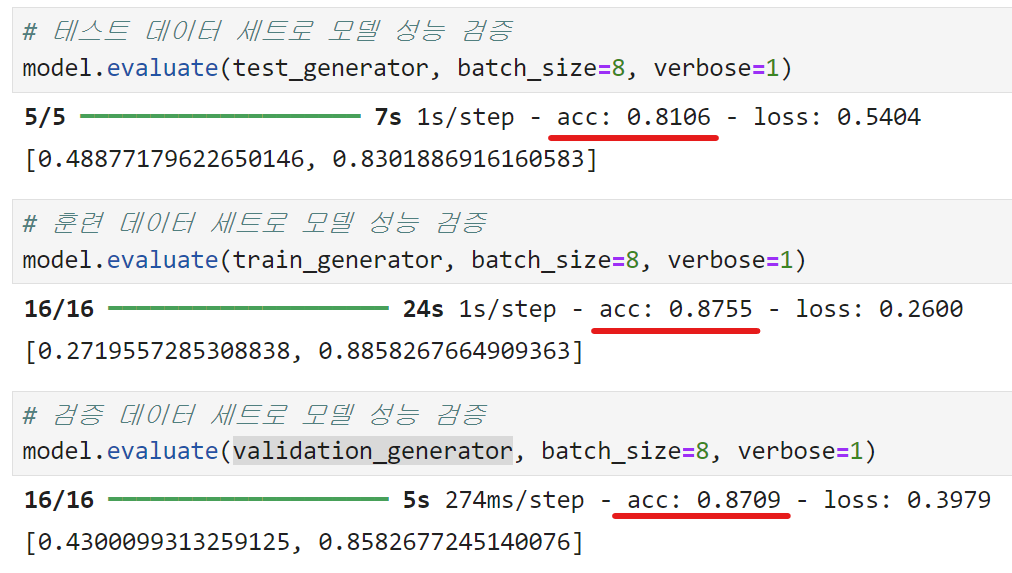 # 테스트 데이터 세트로 모델 성능 검증
model.evaluate(test_generator, batch_size=8, verbose=1)
5/5 7s 1s/step - acc: 0.8106 - loss: 0.5404
[0.48877179622650146, 0.8301886916160583]
# 훈련 데이터 세트로 모델 성능 검증
model.evaluate(train_generator, batch_size=8, verbose=1)
16/16 24s 1s/step - acc: 0.8755 - loss: 0.2600
[0.2719557285308838, 0.8858267664909363]
# 검증 데이터 세트로 모델 성능 검증
model.evaluate(validation_generator, batch_size=8, verbose=1)
16/16 5s 274ms/step - acc: 0.8709 - loss: 0.3979
[0.4300099313259125, 0.8582677245140076]